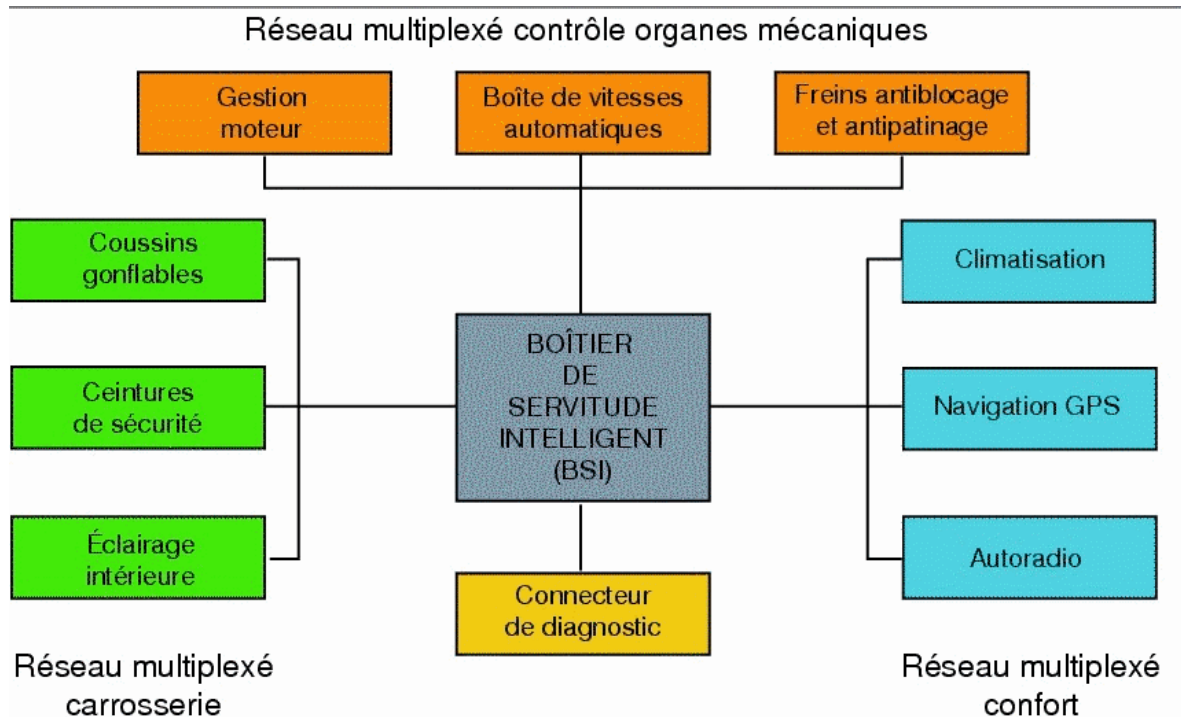 Réseau multiplexé contrôle organes mécaniques
Gestion
moteur
Boîte de vitesses
automatiques
Freins antiblocage
et antipatinage
Coussins
gonflables
Ceintures
de sécurité
Éclairage
intérieure
BOÎTIER
DE
SERVITUDE
INTELLIGENT
(BSI)
Climatisation
Navigation GPS
Autoradio
Connecteur
de diagnostic
Réseau multiplexé
carrosserie
Réseau multiplexé
confort